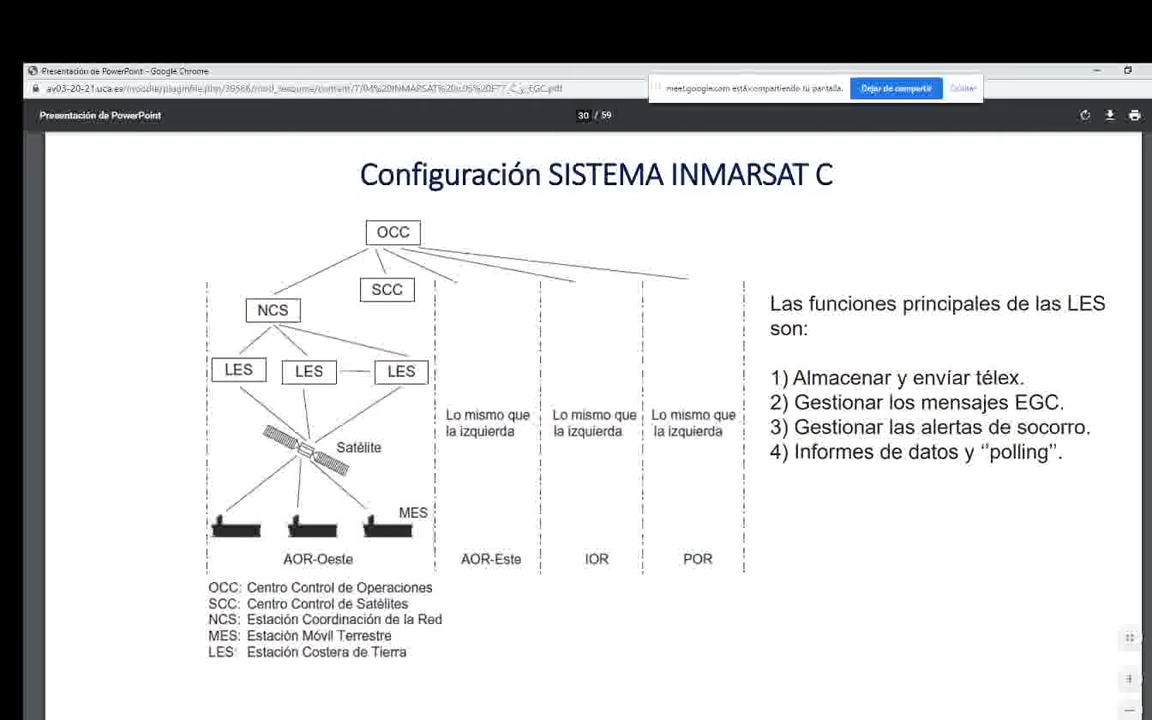 Presentación de PowerPoint - Google Chrome
meet.google.com está compartiendo tu pantalla.
Dejar de compartir
Ocultar
Presentación de PowerPoint
30 / 59
Configuración SISTEMA INMARSAT C
OCC
SCC
NCS
LES LES LES
Satélite
MES
Lo mismo que
la izquierda
Lo mismo que
la izquierda
Lo mismo que
la izquierda
AOR-Oeste AOR-Este IOR POR
OCC: Centro Control de Operaciones
SCC: Centro Control de Satélites
NCS: Estación Coordinación de la Red
MES: Estación Móvil Terrestre
LES: Estación Costera de Tierra
Las funciones principales de las LES
son:
1) Almacenar y envíar télex.
2) Gestionar los mensajes EGC.
3) Gestionar las alertas de socorro.
4) Informes de datos y ‘‘polling’’.